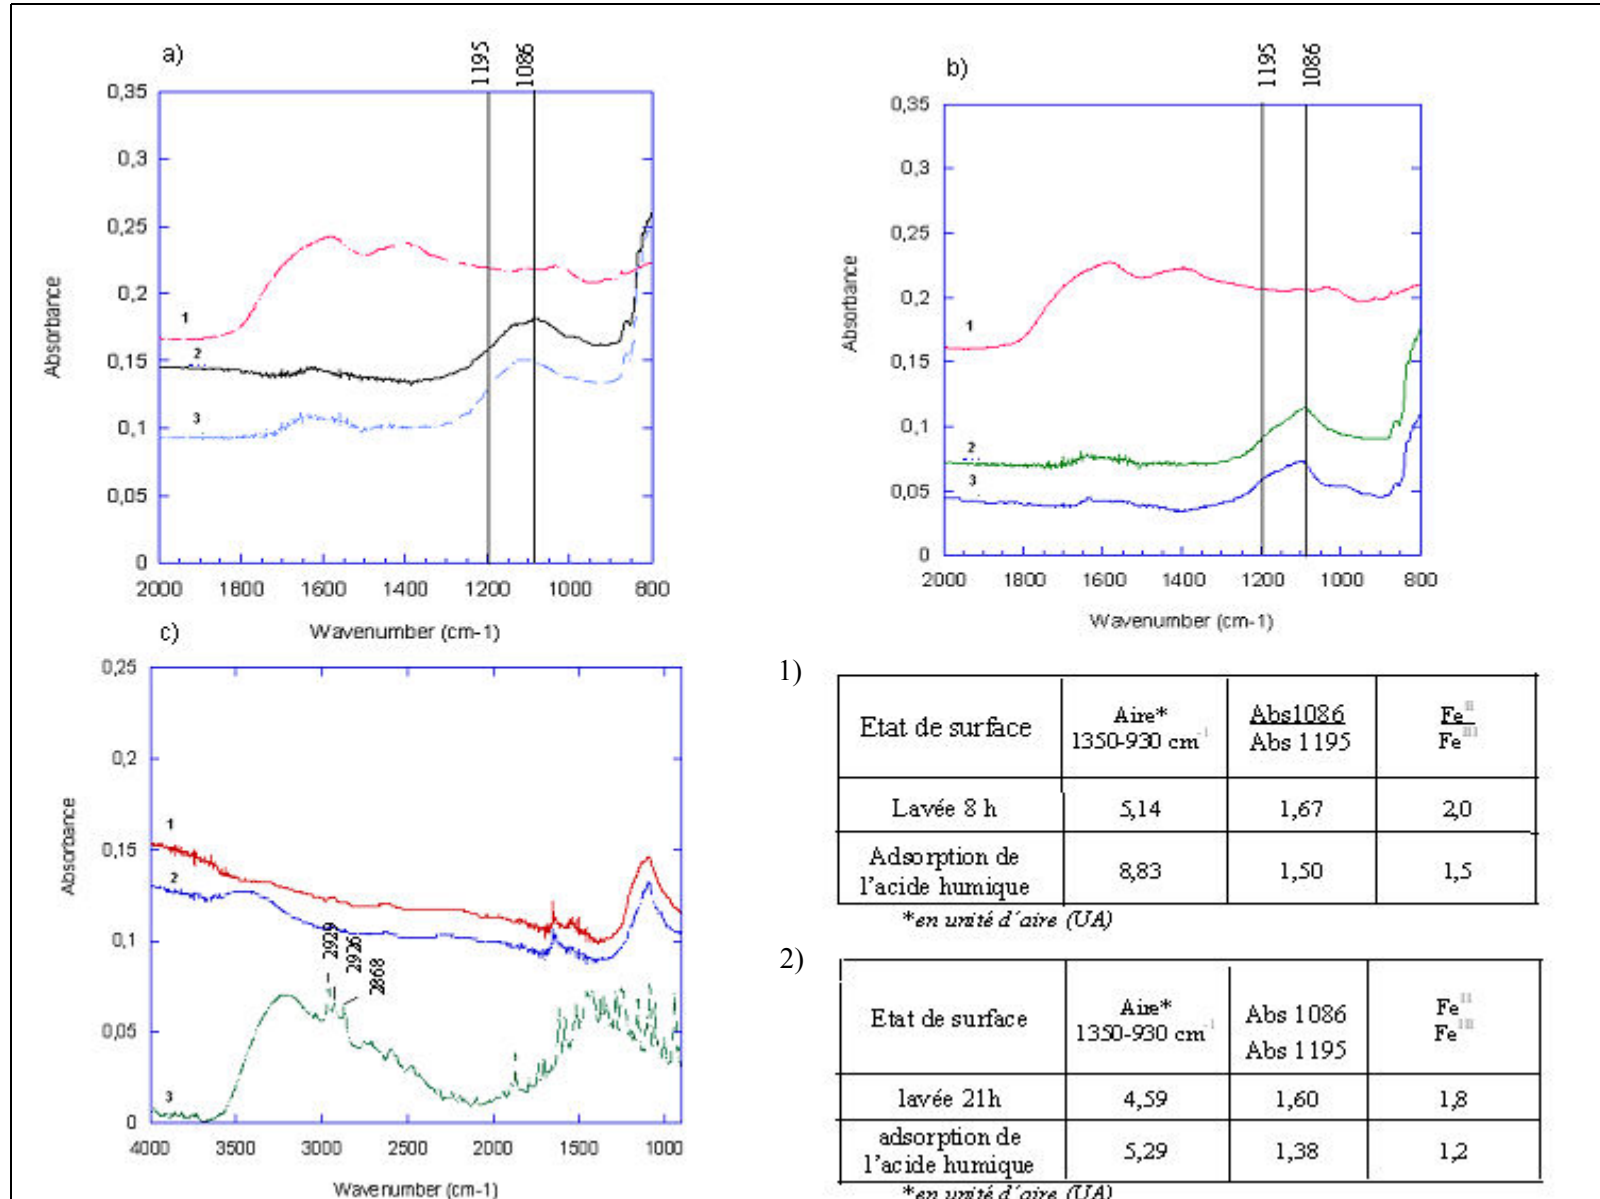 a)
1195
1086
0,35
0,3
0,25
0,2
0,15
0,1
0,05
0
Absorbance
1
2
3
2000 1800 1600 1400 1200 1000 800
Wavenumber (cm-1)
b)
1195
1086
0,35
0,3
0,25
0,2
0,15
0,1
0,05
0
Absorbance
1
2
3
2000 1800 1600 1400 1200 1000 800
Wavenumber (cm-1)
c)
0,25
0,2
0,15
0,1
0,05
0
Absorbance
1
2
3
2929
2926
2868
4000 3500 3000 2500 2000 1500 1000
Wavenumber (cm-1)
1)
Etat de surface
Aire*
1350-930 cm-1
Abs1086
Abs 1195
Fe II
Fe III
Lavée 8 h 5,14 1,67 2,0
Adsorption de
l'acide humique 8,83 1,50 1,5
*en unité d'aire (UA)
2)
Etat de surface
Aire*
1350-930 cm-1
Abs 1086
Abs 1195
Fe II
Fe III
lavée 21h 4,59 1,60 1,8
adsorption de
l'acide humique 5,29 1,38 1,2
*en unité d'aire (UA)